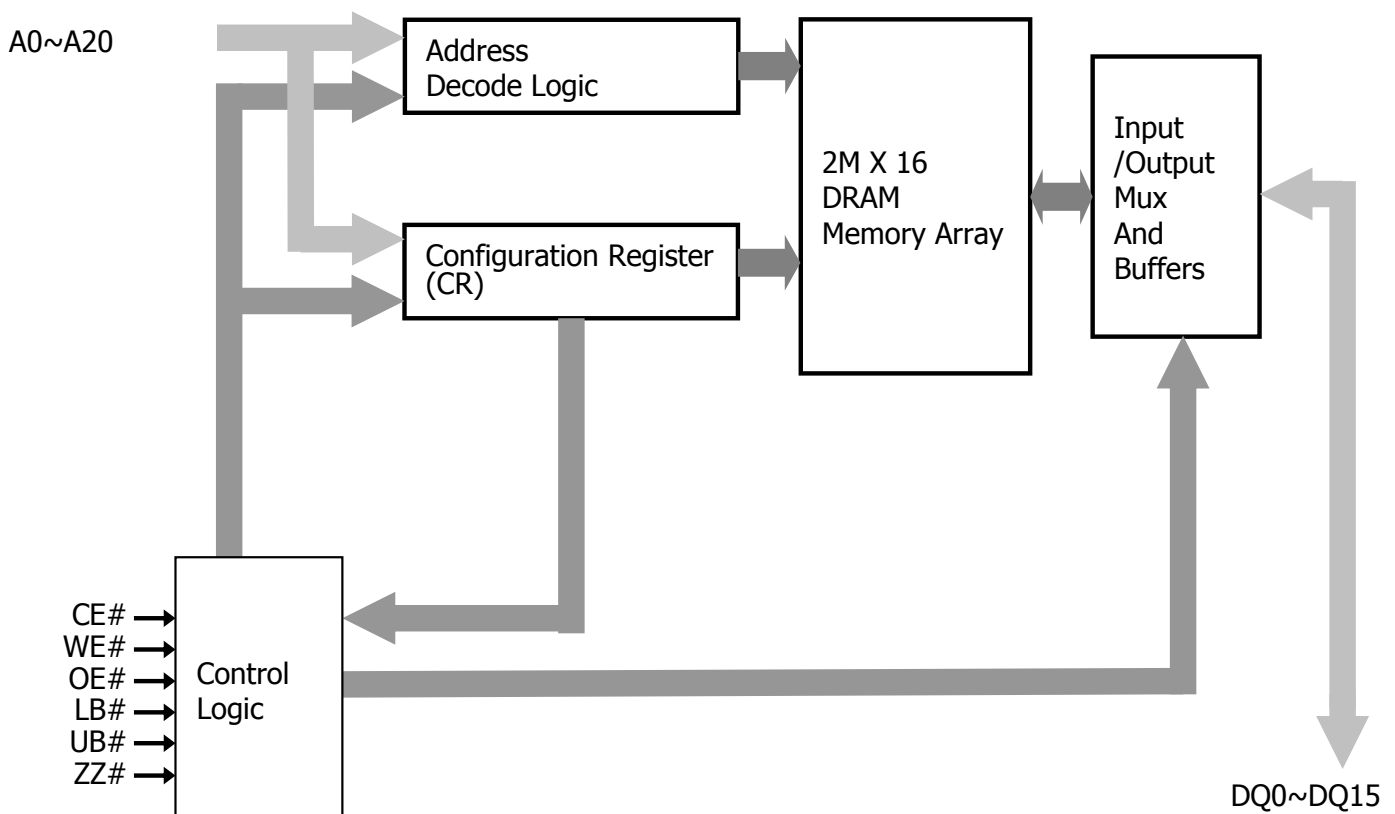 A0~A20
Address
Decode Logic
2M X 16
DRAM
Memory Array
Input
/Output
Mux
And
Buffers
Configuration Register
(CR)
CE#
WE#
OE#
LB#
UB#
ZZ#
Control
Logic
DQ0~DQ15